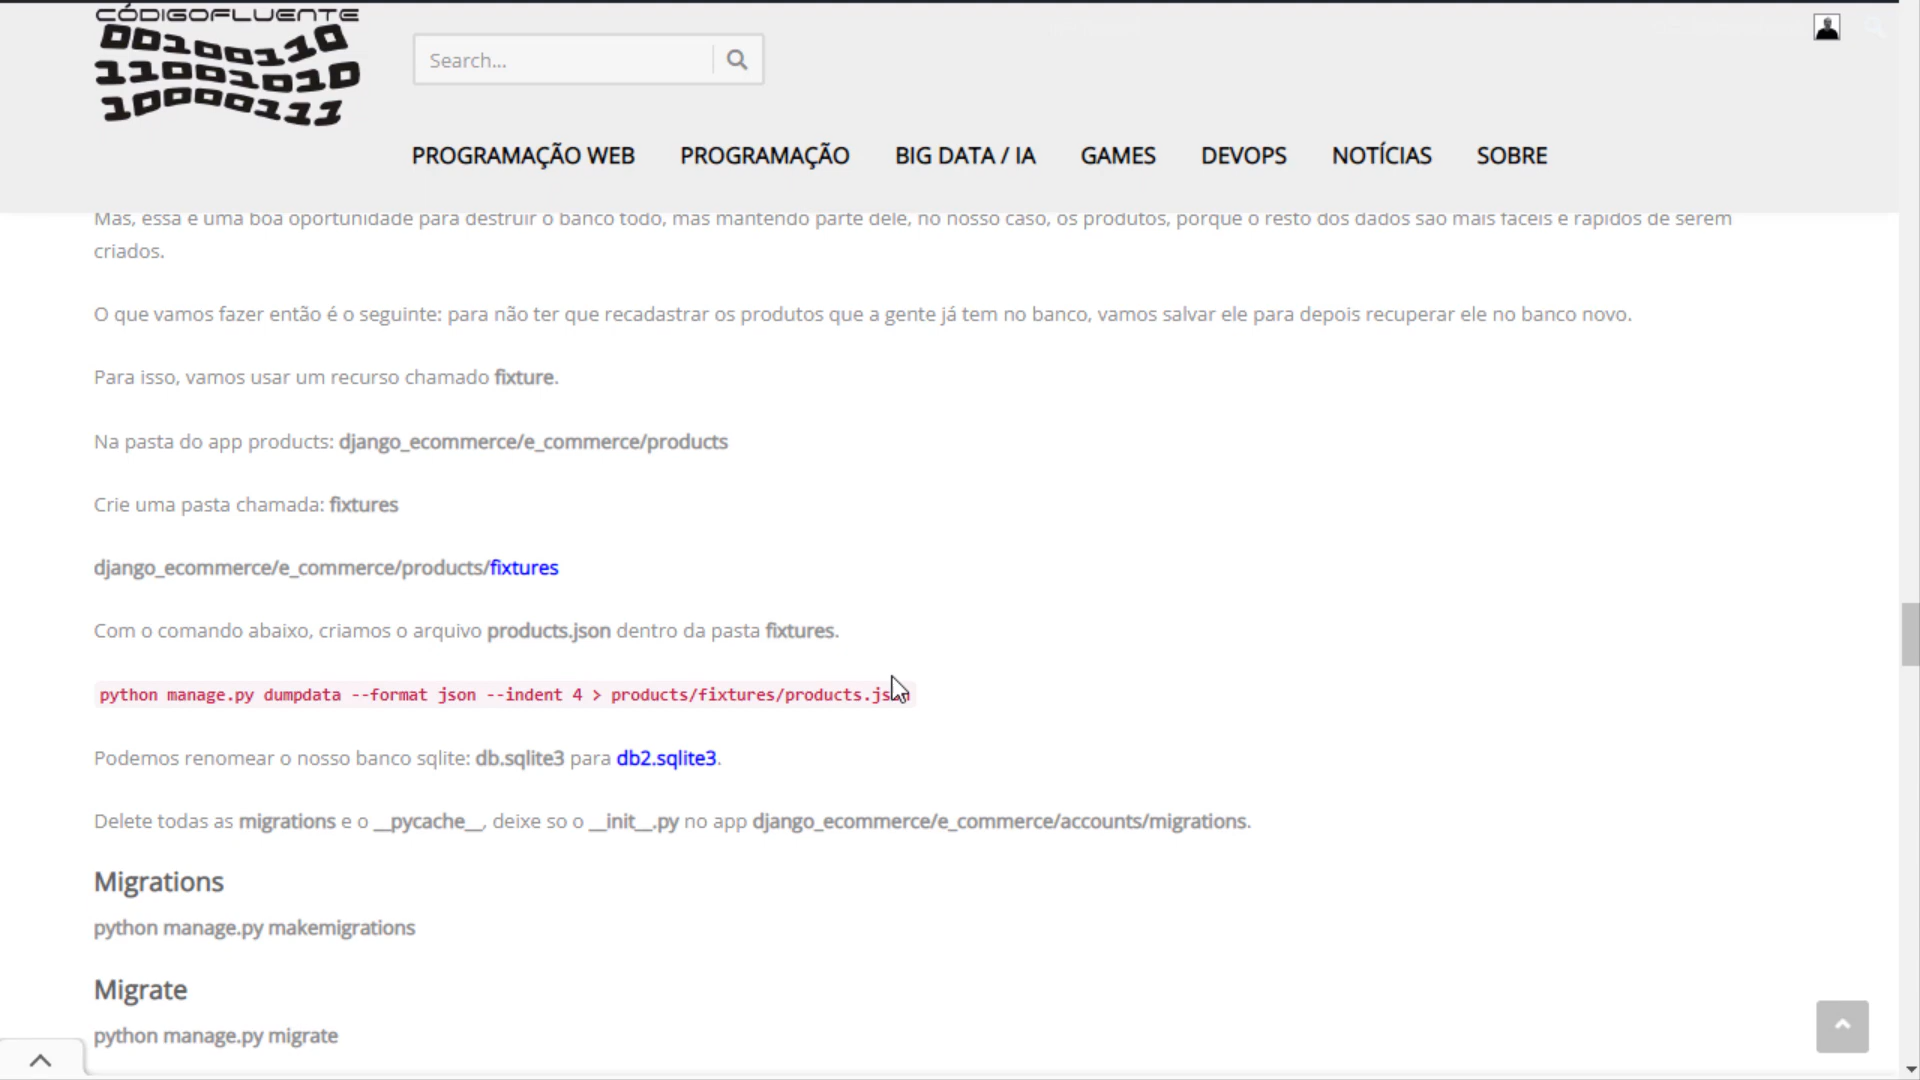 CÓDIGOFLUENTE
00100110
11001010
10000111
Search...
PROGRAMAÇÃO WEB PROGRAMAÇÃO BIG DATA / IA GAMES DEVOPS NOTÍCIAS SOBRE
Mas, essa é uma boa oportunidade para destruir o banco todo, mas mantendo parte dele, no nosso caso, os produtos, porque o resto dos dados são mais fáceis e rápidos de serem
criados.
O que vamos fazer então é o seguinte: para não ter que recadastrar os produtos que a gente já tem no banco, vamos salvar ele para depois recuperar ele no banco novo.
Para isso, vamos usar um recurso chamado fixture.
Na pasta do app products: django_ecommerce/e_commerce/products
Crie uma pasta chamada: fixtures
django_ecommerce/e_commerce/products/fixtures
Com o comando abaixo, criamos o arquivo products.json dentro da pasta fixtures.
python manage.py dumpdata --format json --indent 4 > products/fixtures/products.json
Podemos renomear o nosso banco sqlite: db.sqlite3 para db2.sqlite3.
Delete todas as migrations e o __pycache__, deixe so o __init__.py no app django_ecommerce/e_commerce/accounts/migrations.
Migrations
python manage.py makemigrations
Migrate
python manage.py migrate